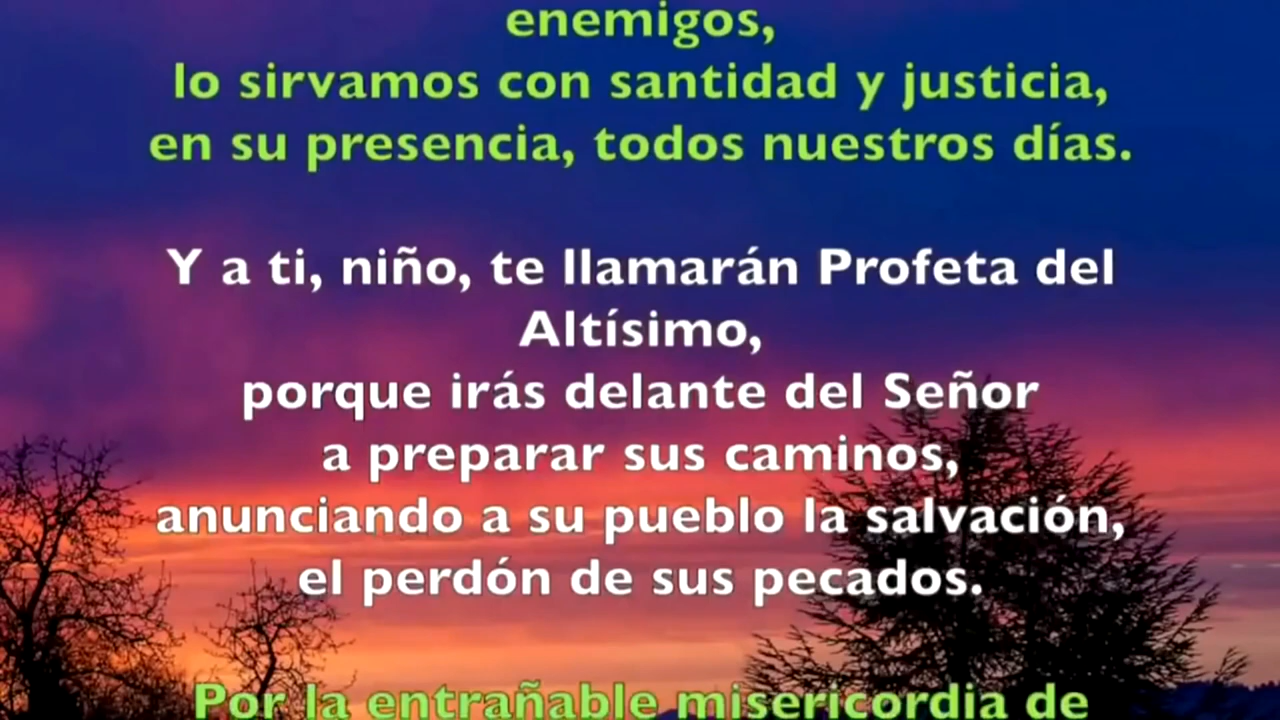 enemigos,
lo sirvamos con santidad y justicia,
en su presencia, todos nuestros días.
Y a ti, niño, te llamarán Profeta del
Altísimo,
porque irás delante del Señor
a preparar sus caminos,
anunciando a su pueblo la salvación,
el perdón de sus pecados.
Por la entrañable misericordia de